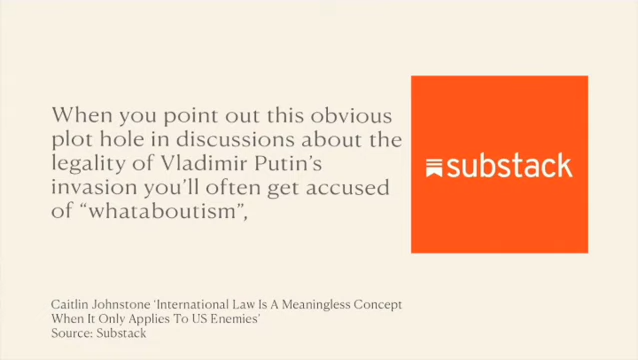 When you point out this obvious
plot hole in discussions about the
legality of Vladimir Putin's
invasion you'll often get accused
of “whataboutism”,
substack
Caitlin Johnstone ‘International Law Is A Meaningless Concept
When It Only Applies To US Enemies’
Source: Substack